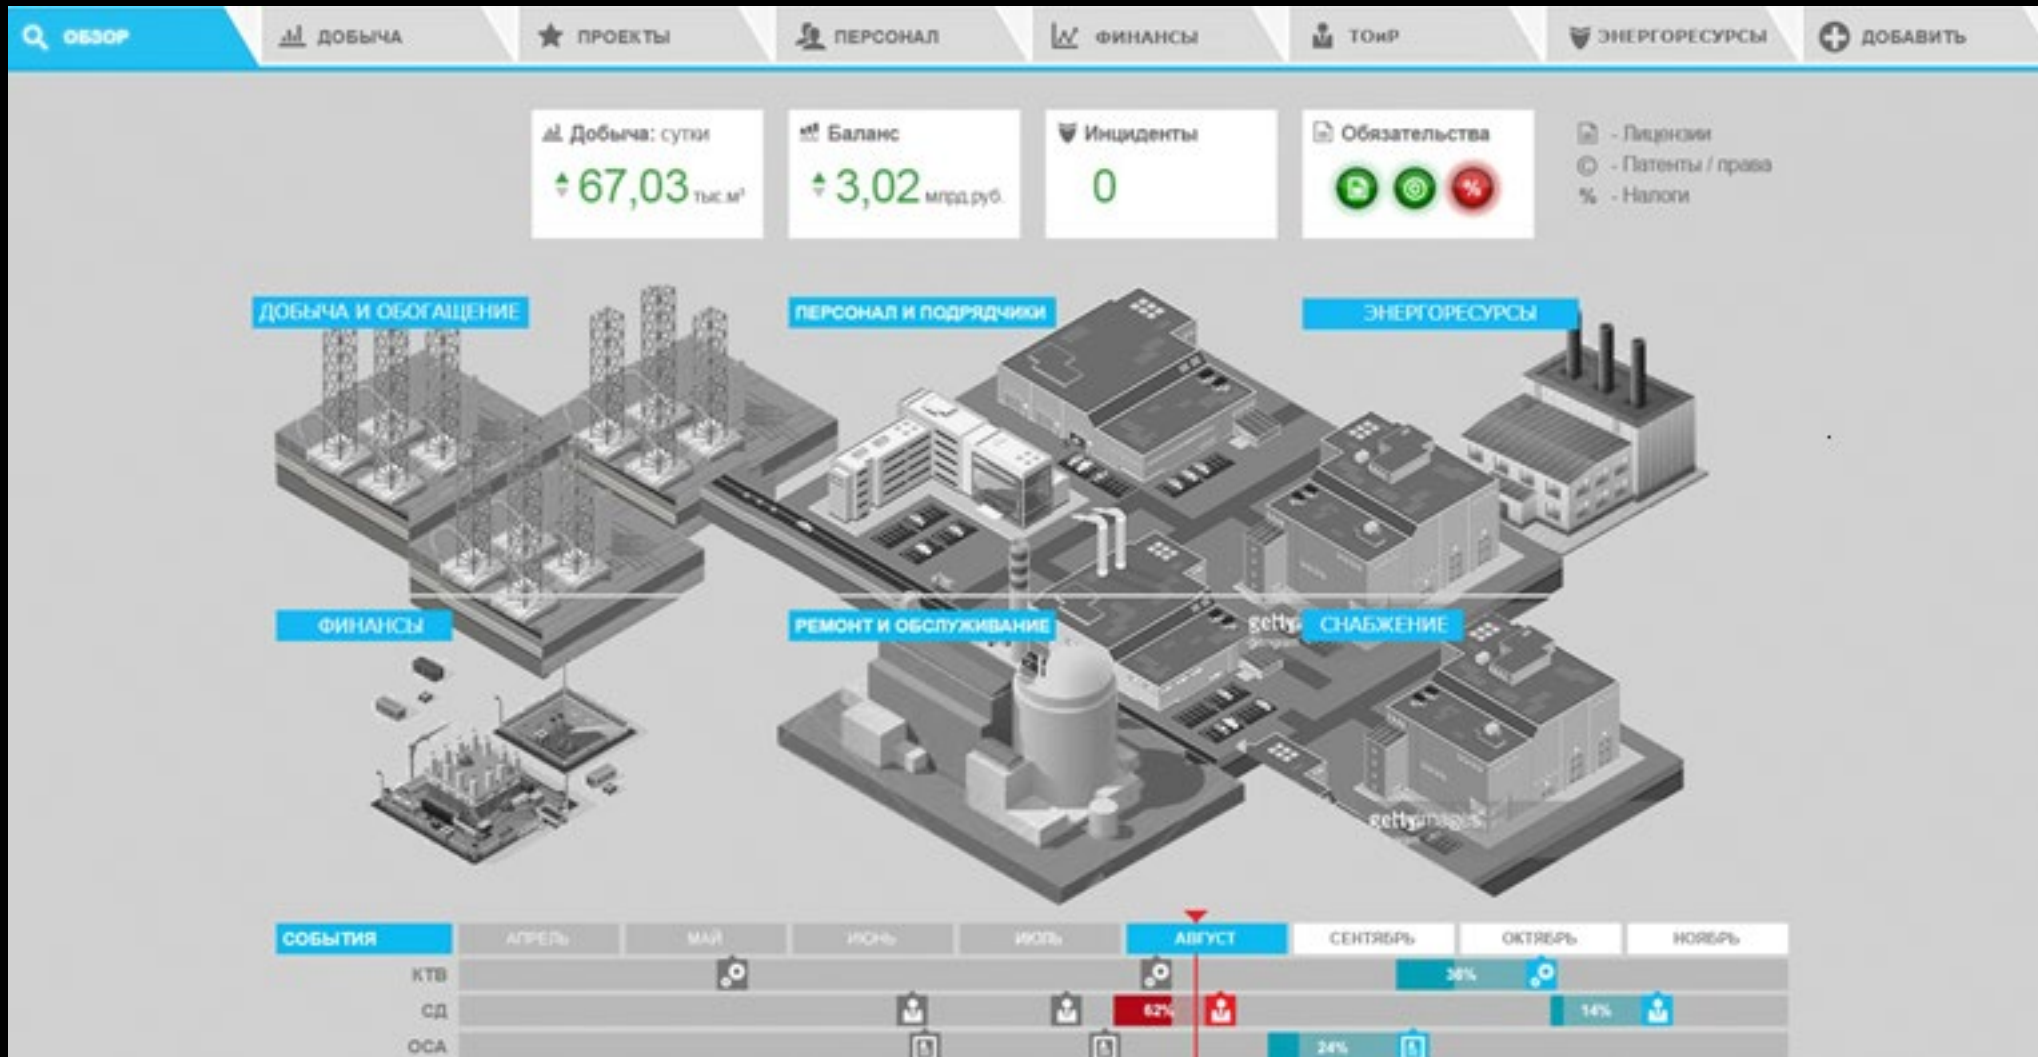 ОБЗОР
ДОБЫЧА
ПРОЕКТЫ
ПЕРСОНАЛ
ФИНАНСЫ
ТОиР
ЭНЕРГОРЕСУРСЫ
ДОБАВИТЬ
Добыча: сутки
67,03 тыс.м³
Баланс
3,02 млрд.руб.
Инциденты
0
Обязательства
%
- Лицензии
© - Патенты / права
% - Налоги
ДОБЫЧА И ОБОГАЩЕНИЕ
ПЕРСОНАЛ И ПОДРЯДЧИКИ
ЭНЕРГОРЕСУРСЫ
ФИНАНСЫ
РЕМОНТ И ОБСЛУЖИВАНИЕ
getty
СНАБЖЕНИЕ
gettyimages
СОБЫТИЯ
АПРЕЛЬ
МАЙ
ИЮНЬ
ИЮЛЬ
АВГУСТ
СЕНТЯБРЬ
ОКТЯБРЬ
НОЯБРЬ
КТВ
36%
СД
62%
14%
ОСА
24%